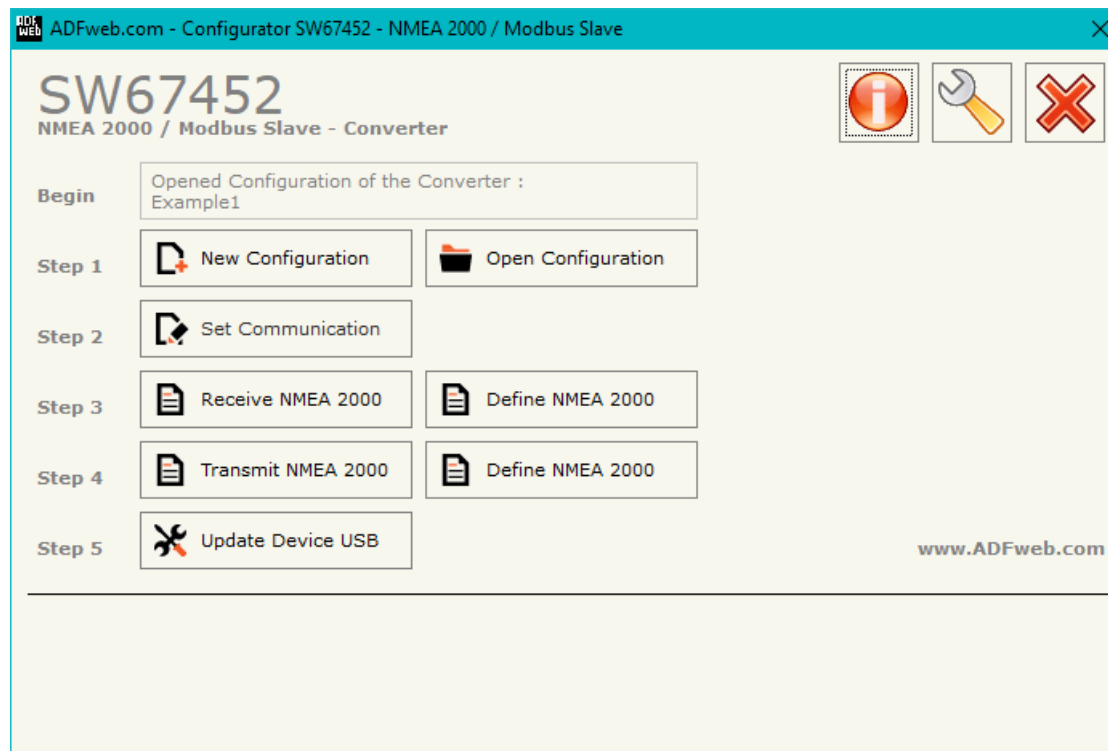 ADF
WEB
ADFweb.com - Configurator SW67452 - NMEA 2000 / Modbus Slave
SW67452
NMEA 2000 / Modbus Slave - Converter
Begin
Opened Configuration of the Converter :
Example1
Step 1
New Configuration
Open Configuration
Step 2
Set Communication
Step 3
Receive NMEA 2000
Define NMEA 2000
Step 4
Transmit NMEA 2000
Define NMEA 2000
Step 5
Update Device USB
www.ADFweb.com